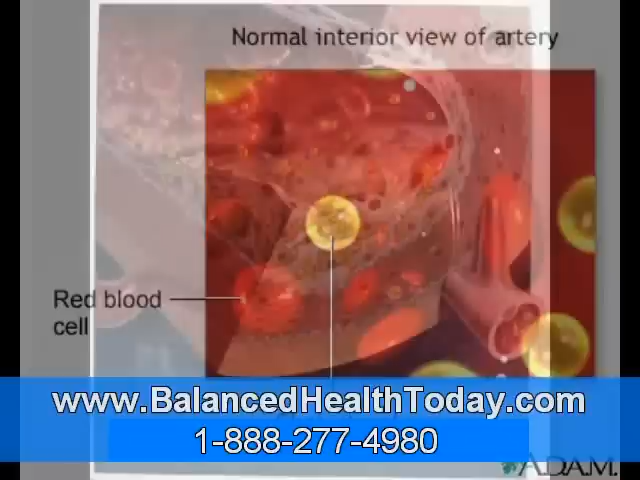 Normal interior view of artery
Red blood
cell
www.BalancedHealthToday.com
1-888-277-4980
A.D.A.M.